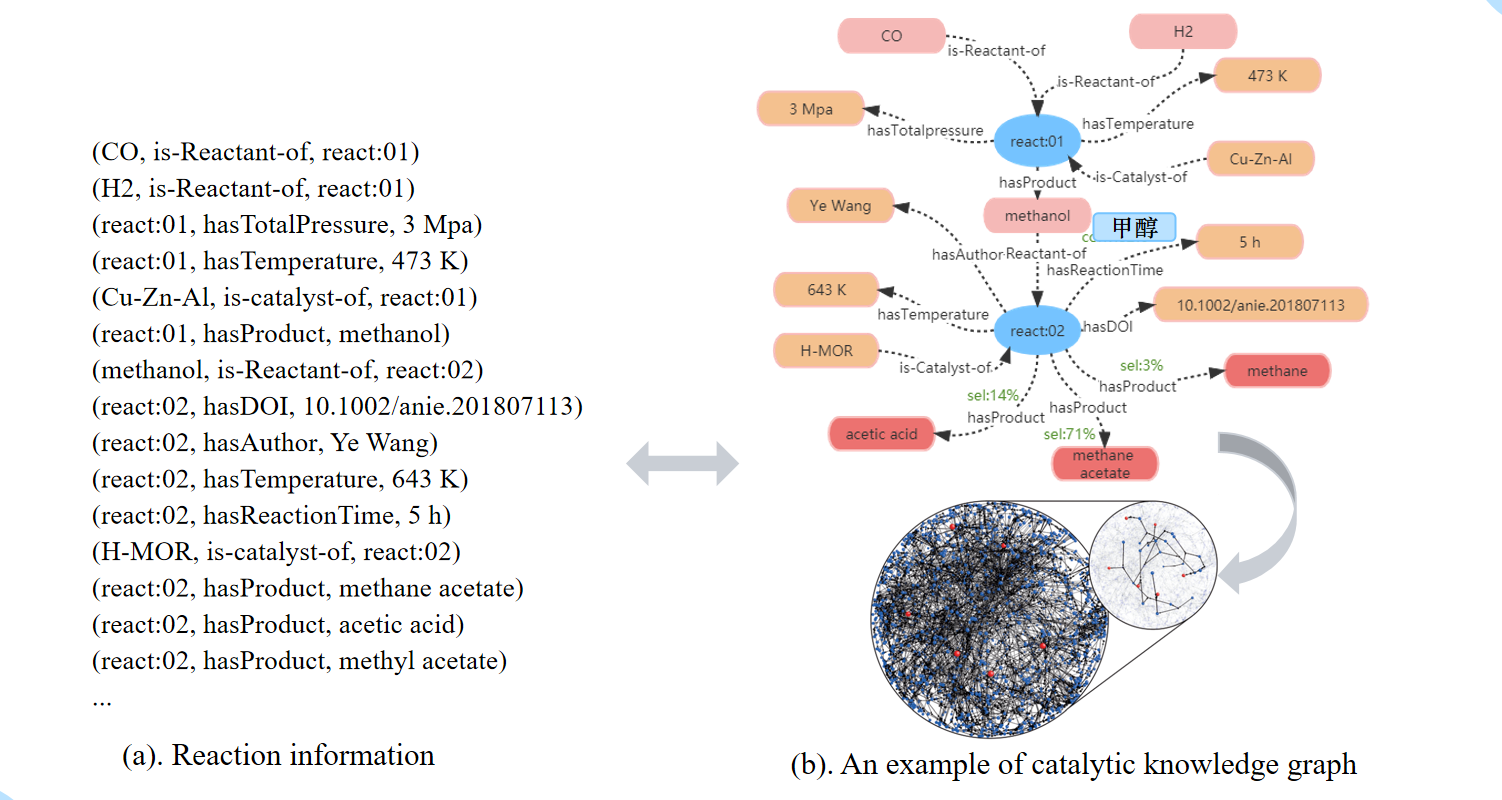 (CO, is-Reactant-of, react:01)
(H2, is-Reactant-of, react:01)
(react:01, hasTotalPressure, 3 Mpa)
(react:01, hasTemperature, 473 K)
(Cu-Zn-Al, is-catalyst-of, react:01)
(react:01, hasProduct, methanol)
(methanol, is-Reactant-of, react:02)
(react:02, hasDOI, 10.1002/anie.201807113)
(react:02, hasAuthor, Ye Wang)
(react:02, hasTemperature, 643 K)
(react:02, hasReactionTime, 5 h)
(H-MOR, is-catalyst-of, react:02)
(react:02, hasProduct, methane acetate)
(react:02, hasProduct, acetic acid)
(react:02, hasProduct, methyl acetate)
...
(a). Reaction information
CO
H2
is-Reactant-of
is-Reactant-of
473 K
3 Mpa
hasTotalpressure
hasTemperature
react:01
Cu-Zn-Al
is-Catalyst-of
hasProduct
Ye Wang
methanol
甲醇
5 h
hasAuthor
Reactant-of
hasReactionTime
643 K
10.1002/anie.201807113
hasTemperature
react:02
hasDOI
H-MOR
is-Catalyst-of
sel:3%
methane
hasProduct
sel:14%
hasProduct
hasProduct
acetic acid
sel:71%
methane
acetate
(b). An example of catalytic knowledge graph